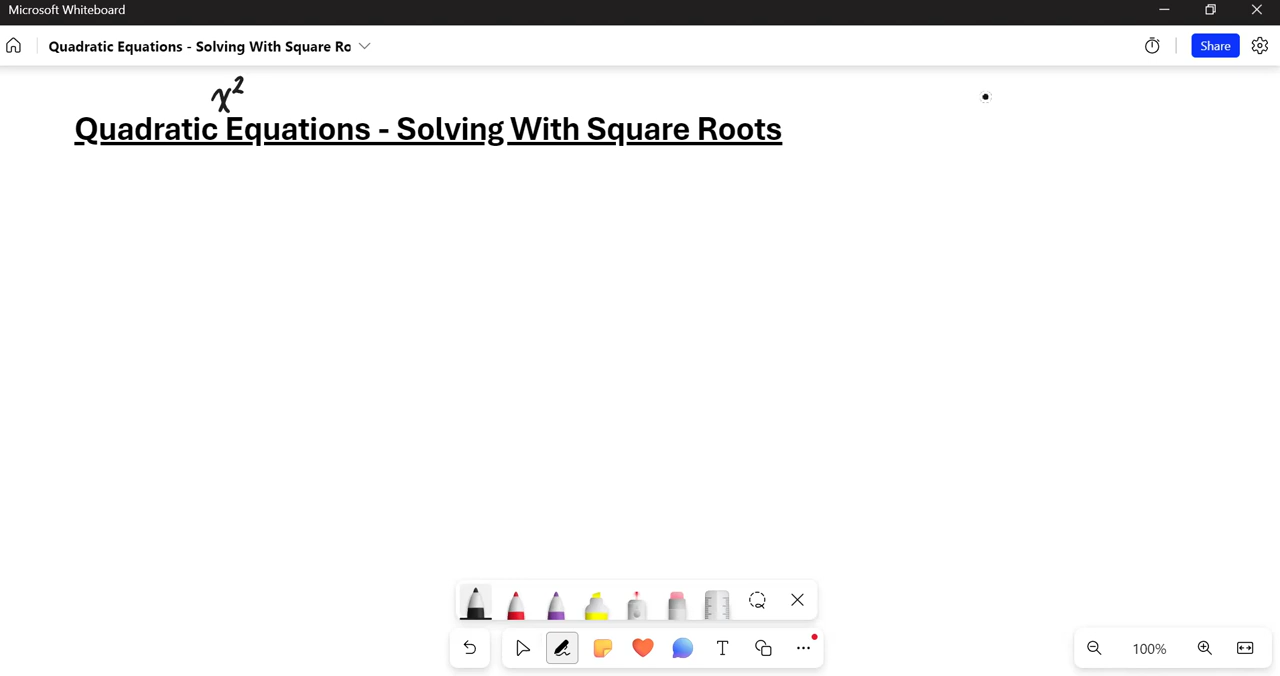 Microsoft Whiteboard
Quadratic Equations - Solving With Square Ro
Share
x²
Quadratic Equations - Solving With Square Roots
100%